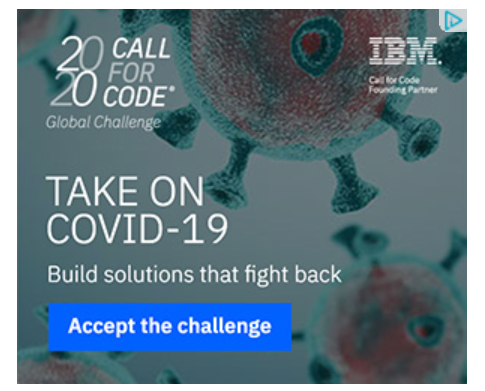 2020 CALL
FOR
CODE®
Global Challenge
IBM.
Call for Code
Founding Partner
TAKE ON
COVID-19
Build solutions that fight back
Accept the challenge